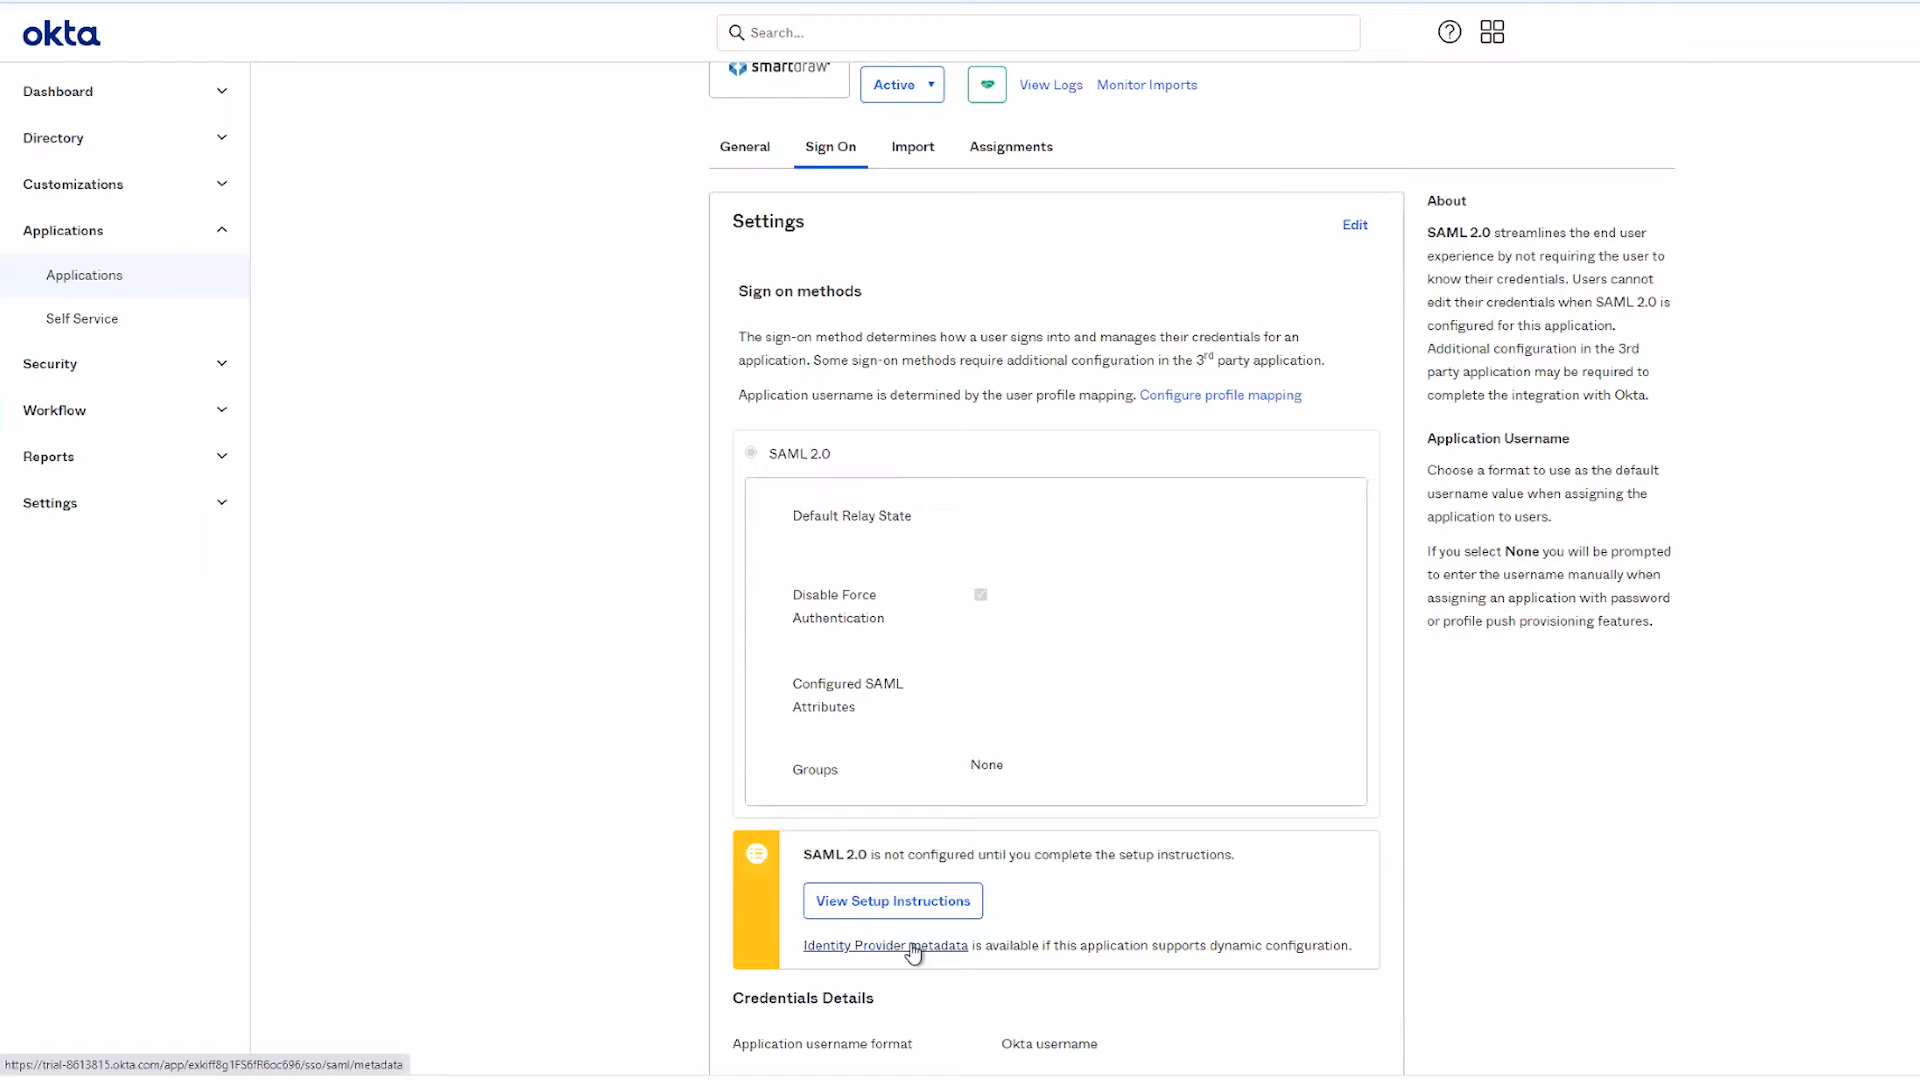 okta
Search...
Dashboard
Directory
Customizations
Applications
Applications
Self Service
Security
Workflow
Reports
Settings
smartdraw
Active
View Logs
Monitor Imports
General
Sign On
Import
Assignments
Settings
Edit
Sign on methods
The sign-on method determines how a user signs into and manages their credentials for an
application. Some sign-on methods require additional configuration in the 3rd party application.
Application username is determined by the user profile mapping. Configure profile mapping
SAML 2.0
Default Relay State
Disable Force
Authentication
Configured SAML
Attributes
Groups
None
SAML 2.0 is not configured until you complete the setup instructions.
View Setup Instructions
Identity Provider metadata is available if this application supports dynamic configuration.
Credentials Details
Application username format
Okta username
About
SAML 2.0 streamlines the end user
experience by not requiring the user to
know their credentials. Users cannot
edit their credentials when SAML 2.0 is
configured for this application.
Additional configuration in the 3rd
party application may be required to
complete the integration with Okta.
Application Username
Choose a format to use as the default
username value when assigning the
application to users.
If you select None you will be prompted
to enter the username manually when
assigning an application with password
or profile push provisioning features.
https://trial-8613815.okta.com/app/exkiff8g1FS6fR6oc696/sso/saml/metadata